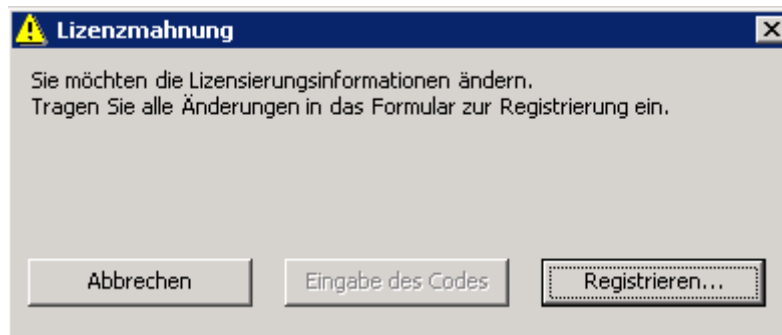 Lizenzmahnung
Sie möchten die Lizensierungsinformationen ändern.
Tragen Sie alle Änderungen in das Formular zur Registrierung ein.
Abbrechen
Eingabe des Codes
Registrieren...